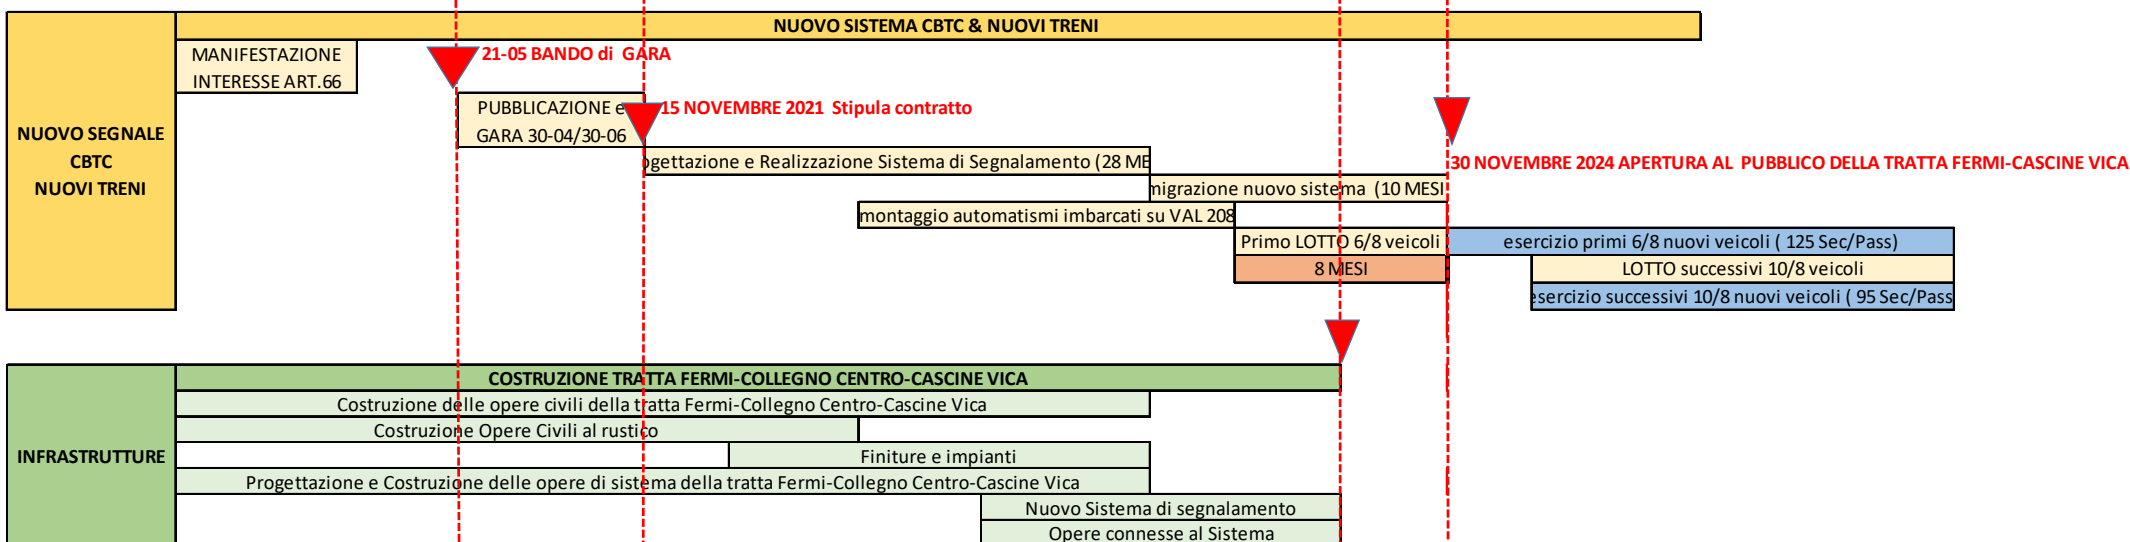 NUOVO SISTEMA CBTC & NUOVI TRENI
MANIFESTAZIONE
INTERESSE ART.66
21-05 BANDO di GARA
PUBBLICAZIONE e
GARA 30-04/30-06
15 NOVEMBRE 2021 Stipula contratto
NUOVO SEGNALE
CBTC
NUOVI TRENI
gettazione e Realizzazione Sistema di Segnalamento (28 ME
30 NOVEMBRE 2024 APERTURA AL PUBBLICO DELLA TRATTA FERMI-CASCINE VICA
migrazione nuovo sistema (10 MESI
montaggio automatismi imbarcati su VAL 208
Primo LOTTO 6/8 veicoli
esercizio primi 6/8 nuovi veicoli ( 125 Sec/Pass)
8 MESI
LOTTO successivi 10/8 veicoli
esercizio successivi 10/8 nuovi veicoli ( 95 Sec/Pass
COSTRUZIONE TRATTA FERMI-COLLEGNO CENTRO-CASCINE VICA
Costruzione delle opere civili della tratta Fermi-Collegno Centro-Cascine Vica
Costruzione Opere Civili al rustico
INFRASTRUTTURE
Finiture e impianti
Progettazione e Costruzione delle opere di sistema della tratta Fermi-Collegno Centro-Cascine Vica
Nuovo Sistema di segnalamento
Opere connesse al Sistema